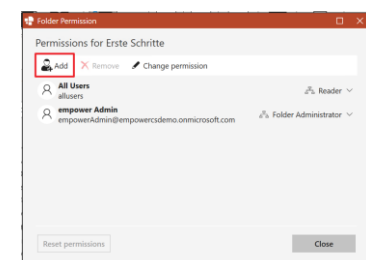 Folder Permission
Permissions for Erste Schritte
Add Remove Change permission
All Users
allusers
Reader
empower Admin
empowerAdmin@empowercsdemo.onmicrosoft.com
Folder Administrator
Reset permissions
Close